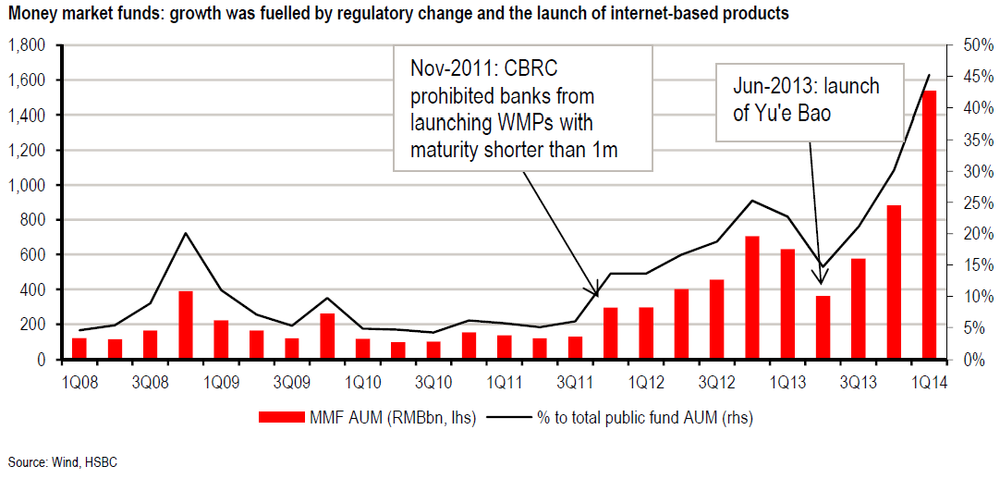 Money market funds: growth was fuelled by regulatory change and the launch of internet-based products
1,800
1,600
1,400
1,200
1,000
800
600
400
200
0
Nov-2011: CBRC
prohibited banks from
launching WMPs with
maturity shorter than 1m
Jun-2013: launch
of Yu'e Bao
50%
45%
40%
35%
30%
25%
20%
15%
10%
5%
0%
1Q08 3Q08 1Q09 3Q09 1Q10 3Q10 1Q11 3Q11 1Q12 3Q12 1Q13 3Q13 1Q14
MMF AUM (RMBbn, lhs) % to total public fund AUM (rhs)
Source: Wind, HSBC